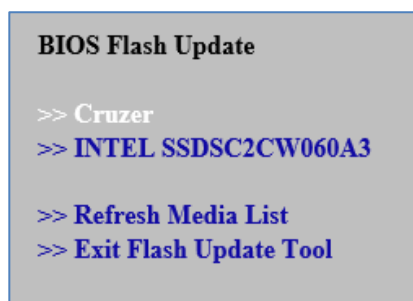 BIOS Flash Update
>> Cruzer
>> INTEL SSDSC2CW060A3
>> Refresh Media List
>> Exit Flash Update Tool